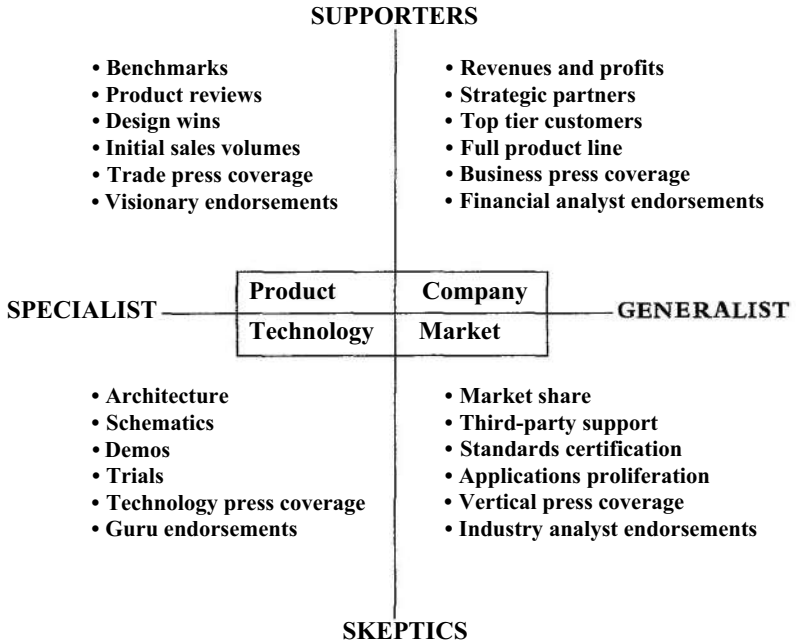 SUPPORTERS
• Benchmarks
• Product reviews
• Design wins
• Initial sales volumes
• Trade press coverage
• Visionary endorsements
• Revenues and profits
• Strategic partners
• Top tier customers
• Full product line
• Business press coverage
• Financial analyst endorsements
SPECIALIST
Product
Company
Technology
Market
GENERALIST
• Architecture
• Schematics
• Demos
• Trials
• Technology press coverage
• Guru endorsements
• Market share
• Third-party support
• Standards certification
• Applications proliferation
• Vertical press coverage
• Industry analyst endorsements
SKEPTICS